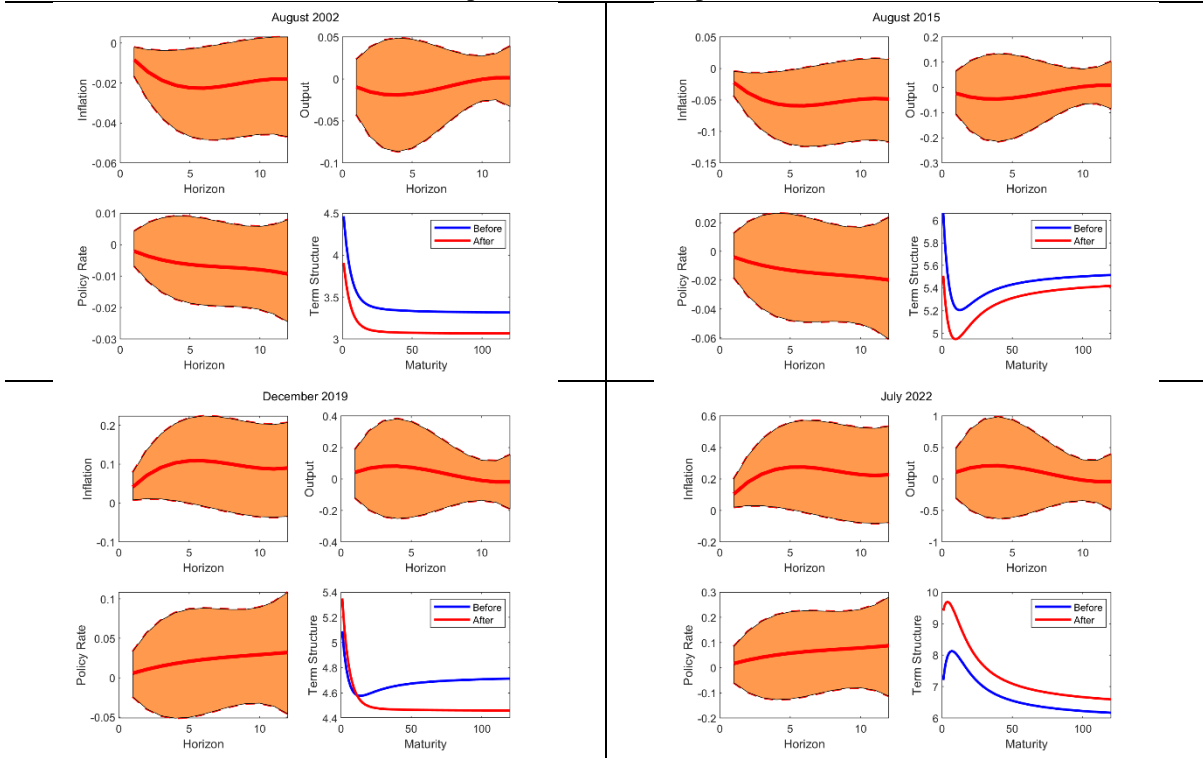 August 2002
0
-0.02
-0.04
-0.06
Inflation
0 5 10
Horizon
0.05
0
-0.05
-0.1
Output
0 5 10
Horizon
0.01
0
-0.01
-0.02
-0.03
Policy Rate
0 5 10
Horizon
4.5
4
3.5
3
Term Structure
Before
After
0 50 100
Maturity
August 2015
0.05
0
-0.05
-0.1
-0.15
Inflation
0 5 10
Horizon
0.2
0.1
0
-0.1
-0.2
-0.3
Output
0 5 10
Horizon
0.02
0
-0.02
-0.04
-0.06
Policy Rate
0 5 10
Horizon
6
5.8
5.6
5.4
5.2
5
Term Structure
Before
After
0 50 100
Maturity
December 2019
0.2
0.1
0
-0.1
Inflation
0 5 10
Horizon
0.4
0.2
0
-0.2
-0.4
Output
0 5 10
Horizon
0.1
0.05
0
-0.05
Policy Rate
0 5 10
Horizon
5.4
5.2
5
4.8
4.6
4.4
Term Structure
Before
After
0 50 100
Maturity
July 2022
0.6
0.4
0.2
0
-0.2
Inflation
0 5 10
Horizon
1
0.5
0
-0.5
-1
Output
0 5 10
Horizon
0.3
0.2
0.1
0
-0.1
-0.2
Policy Rate
0 5 10
Horizon
10
9
8
7
6
Term Structure
Before
After
0 50 100
Maturity